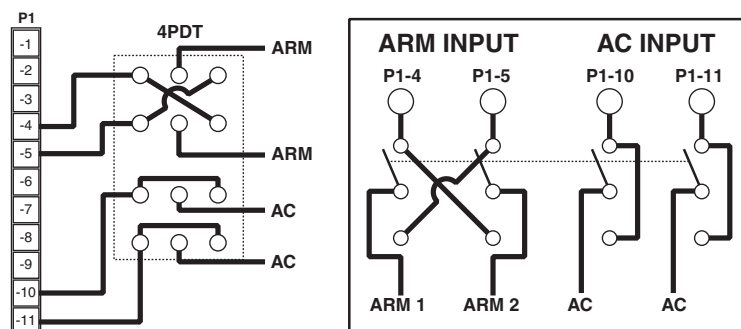 P1
-1
-2
-3
-4
-5
-6
-7
-8
-9
-10
-11
4PDT
ARM
ARM
AC
AC
ARM INPUT
AC INPUT
P1-4
P1-5
P1-10
P1-11
ARM 1
ARM 2
AC
AC